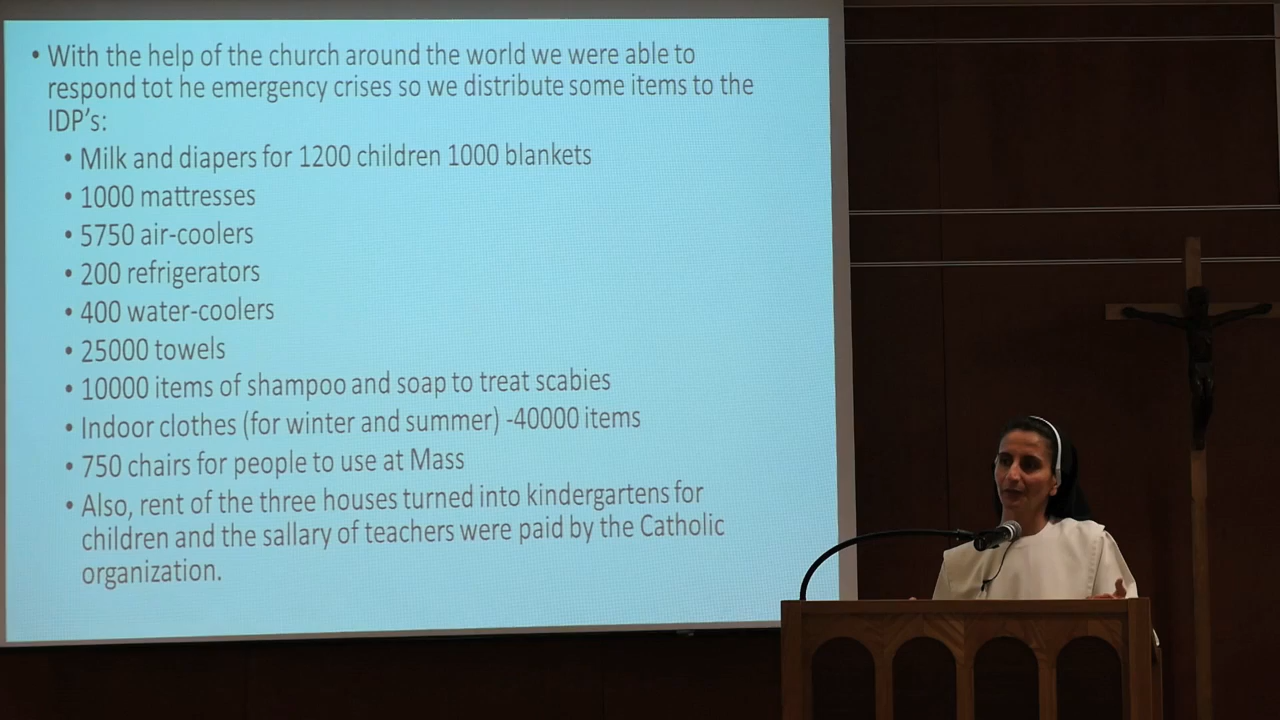 • With the help of the church around the world we were able to
respond tot he emergency crises so we distribute some items to the
IDP's:
• Milk and diapers for 1200 children 1000 blankets
• 1000 mattresses
• 5750 air-coolers
• 200 refrigerators
• 400 water-coolers
• 25000 towels
• 10000 items of shampoo and soap to treat scabies
• Indoor clothes (for winter and summer) -40000 items
• 750 chairs for people to use at Mass
• Also, rent of the three houses turned into kindergartens for
children and the sallary of teachers were paid by the Catholic
organization.